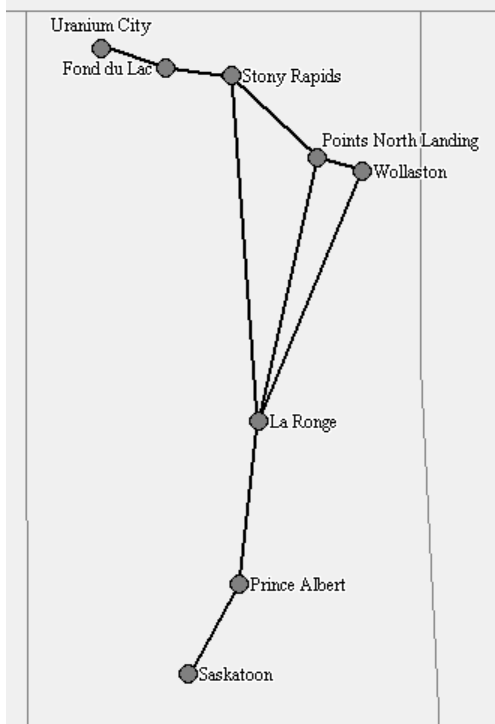 Uranium City
Fond du Lac
Stony Rapids
Points North Landing
Wollaston
La Ronge
Prince Albert
Saskatoon